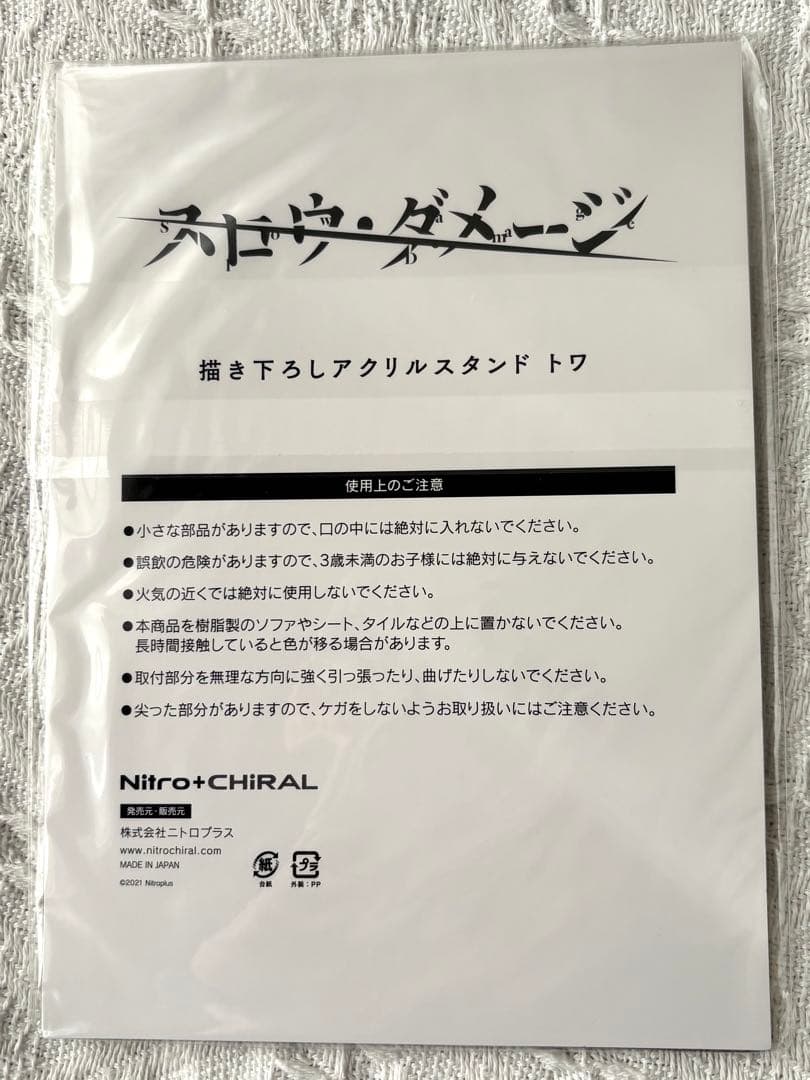 スロウ・ダメージ
Slow Damage
描き下ろしアクリルスタンド トワ
使用上のご注意
●小さな部品がありますので、口の中には絶対に入れないでください。
●誤飲の危険がありますので、3歳未満のお子様には絶対に与えないでください。
●火気の近くでは絶対に使用しないでください。
●本商品を樹脂製のソファやシート、タイルなどの上に置かないでください。
長時間接触していると色が移る場合があります。
●取付部分を無理な方向に強く引っ張ったり、曲げたりしないでください。
●尖った部分がありますので、ケガをしないようお取り扱いにはご注意ください。
Nitro+CHiRAL
発売元・販売元
株式会社ニトロプラス
www.nitrochiral.com
MADE IN JAPAN
©2021 Nitroplus
紙
台紙
プラ
外装:PP